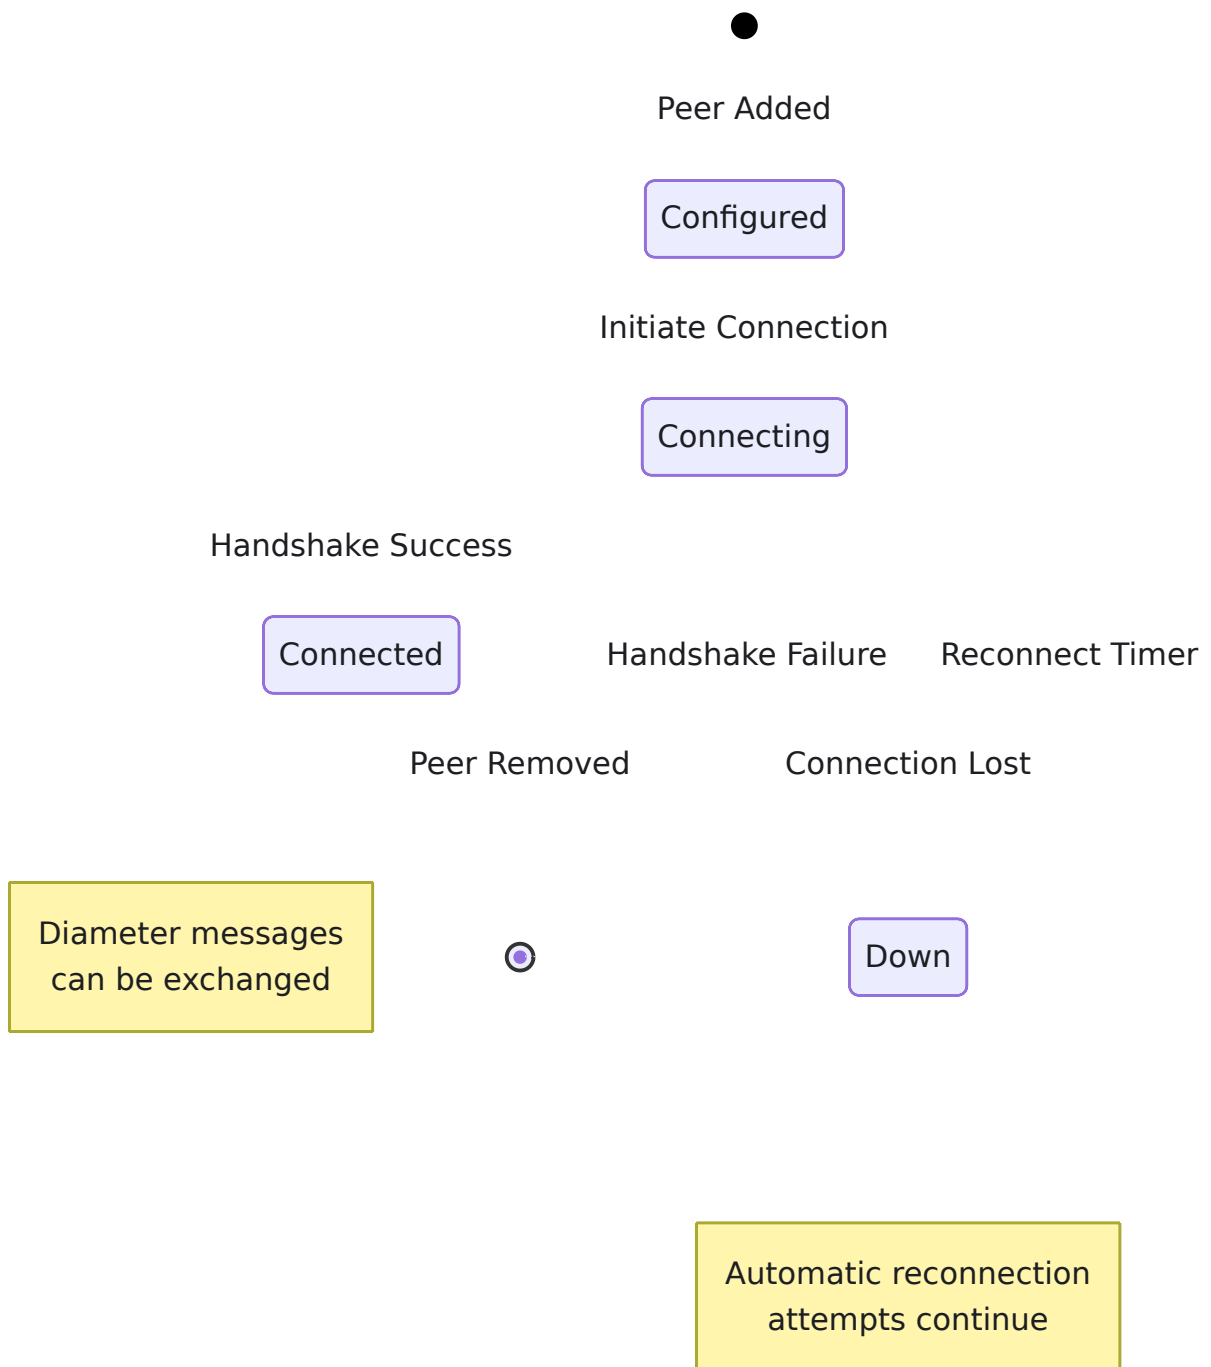 Peer Added
Configured
Initiate Connection
Connecting
Handshake Success
Connected
Handshake Failure
Reconnect Timer
Peer Removed
Connection Lost
Diameter messages
can be exchanged
Down
Automatic reconnection
attempts continue